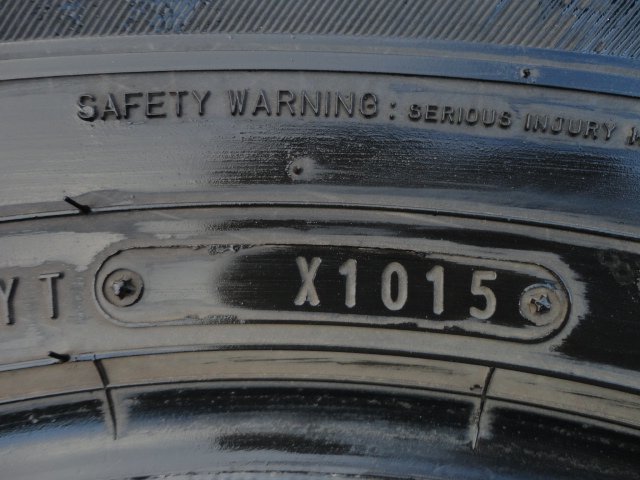 SAFETY WARNING: SERIOUS INJURY
YT X1015